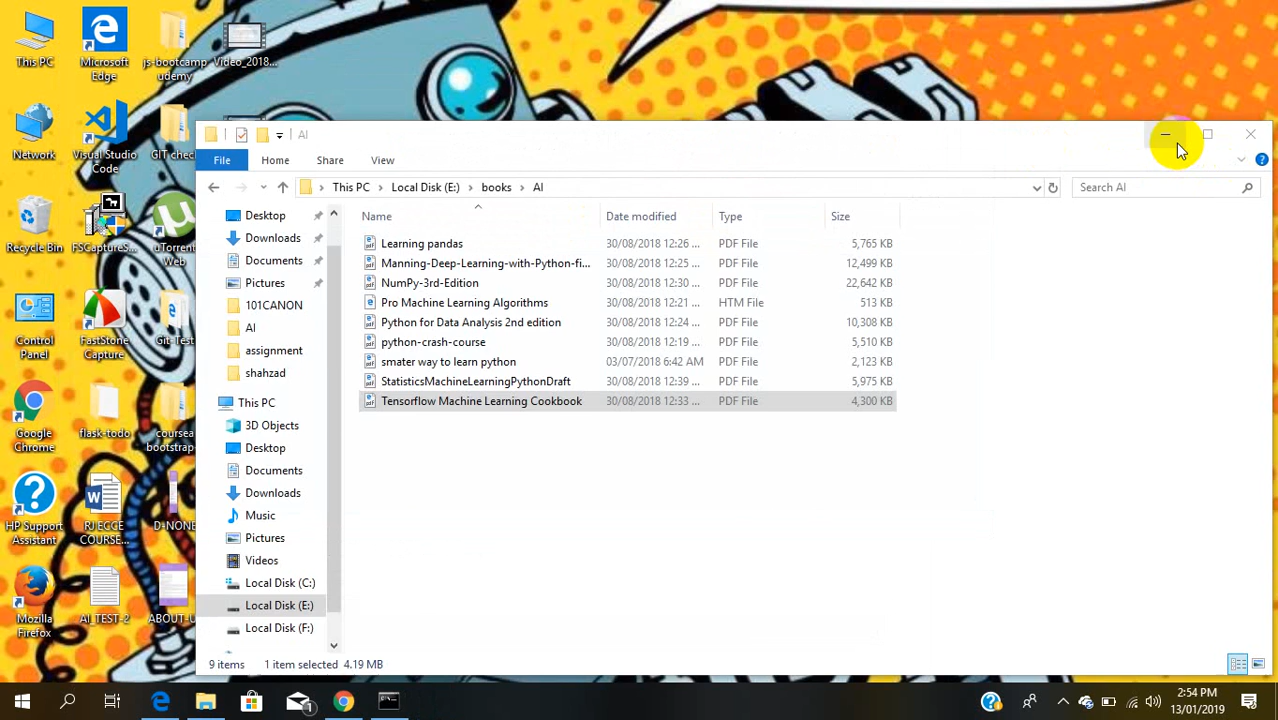 This PC
Microsoft Edge
js-bootcamp udemy
Video_2018...
Network
Visual Studio Code
GIT check
Recycle Bin
FSCaptureS...
uTorrent Web
Control Panel
FastStone Capture
Git-Test
Google Chrome
flask-todo
bootstrap
HP Support Assistant
RJ EGGE COURSE...
D-NONE
Mozilla Firefox
AI_TEST-2
ABOUT-U
AI
File Home Share View
This PC Local Disk (E:) books AI
Search AI
Desktop
Downloads
Documents
Pictures
101CANON
AI
assignment
shahzad
This PC
3D Objects
Desktop
Documents
Downloads
Music
Pictures
Videos
Local Disk (C:)
Local Disk (E:)
Local Disk (F:)
Name Date modified Type Size
Learning pandas 30/08/2018 12:26 ... PDF File 5,765 KB
Manning-Deep-Learning-with-Python-fi... 30/08/2018 12:25 ... PDF File 12,499 KB
NumPy-3rd-Edition 30/08/2018 12:30 ... PDF File 22,642 KB
Pro Machine Learning Algorithms 30/08/2018 12:21 ... HTM File 513 KB
Python for Data Analysis 2nd edition 30/08/2018 12:24 ... PDF File 10,308 KB
python-crash-course 30/08/2018 12:19 ... PDF File 5,510 KB
smater way to learn python 03/07/2018 6:42 AM PDF File 2,123 KB
StatisticsMachineLearningPythonDraft 30/08/2018 12:39 ... PDF File 5,975 KB
Tensorflow Machine Learning Cookbook 30/08/2018 12:33 ... PDF File 4,300 KB
9 items 1 item selected 4.19 MB
1
2:54 PM
13/01/2019